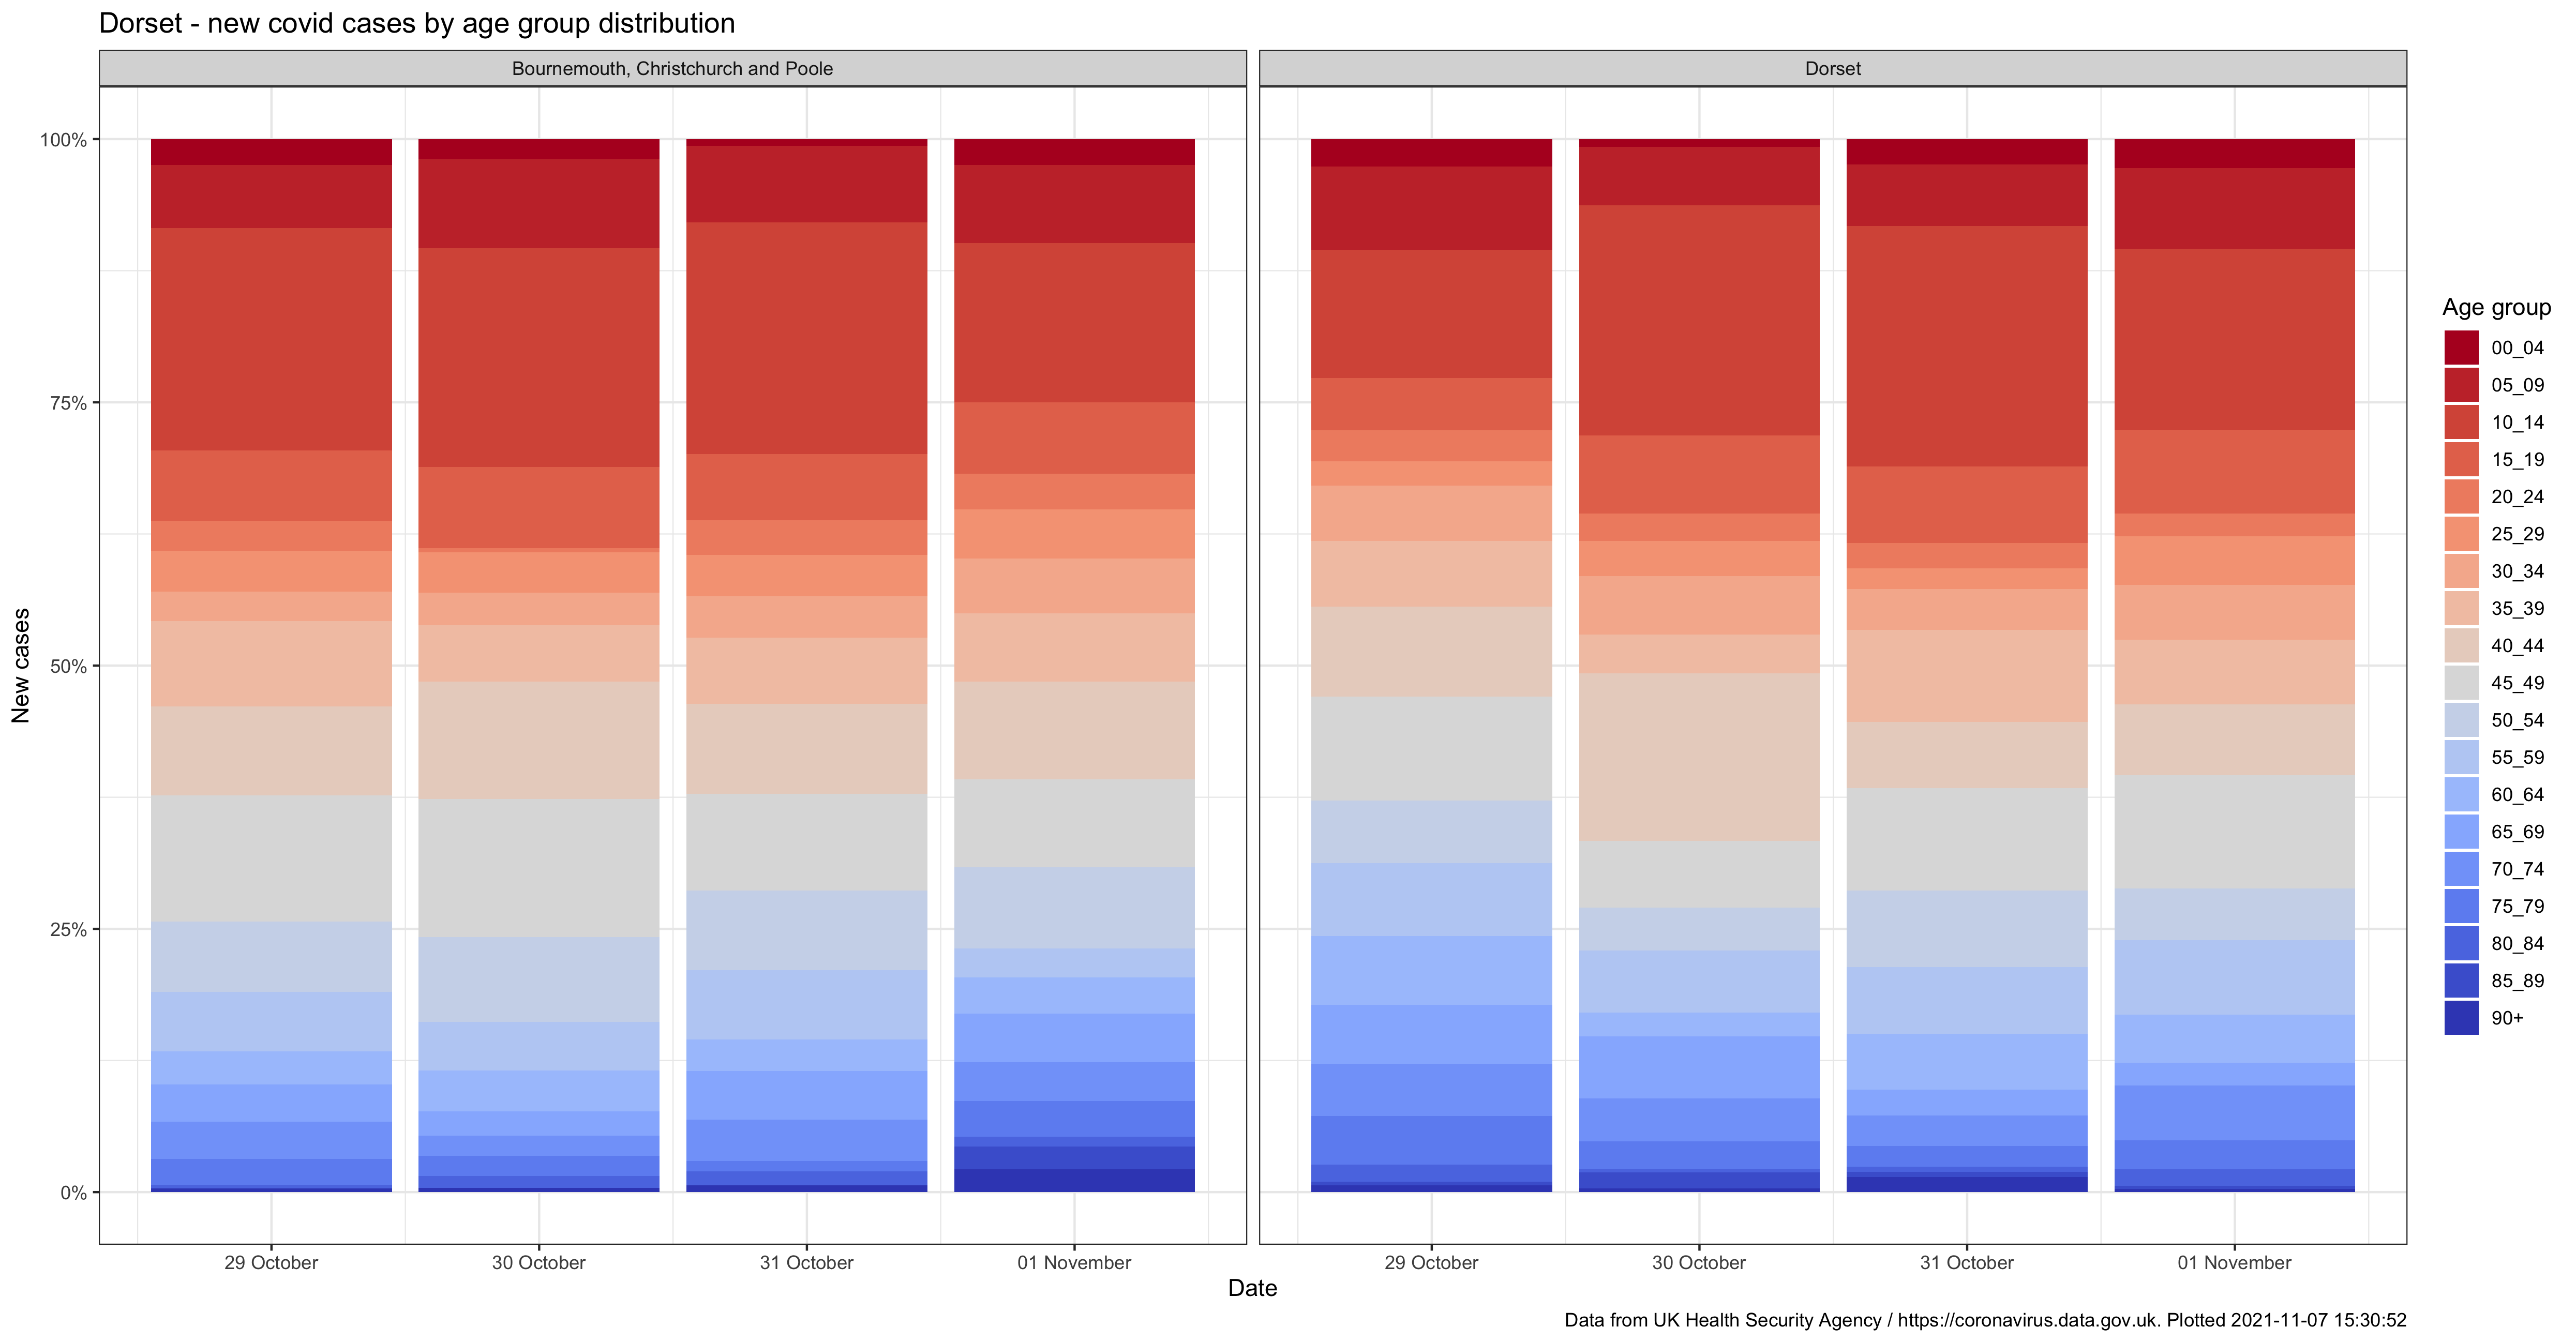 Dorset - new covid cases by age group distribution
Bournemouth, Christchurch and Poole
Dorset
100%
75%
50%
25%
0%
New cases
29 October
30 October
31 October
01 November
29 October
30 October
31 October
01 November
Date
Age group
00_04
05_09
10_14
15_19
20_24
25_29
30_34
35_39
40_44
45_49
50_54
55_59
60_64
65_69
70_74
75_79
80_84
85_89
90+
Data from UK Health Security Agency / https://coronavirus.data.gov.uk. Plotted 2021-11-07 15:30:52